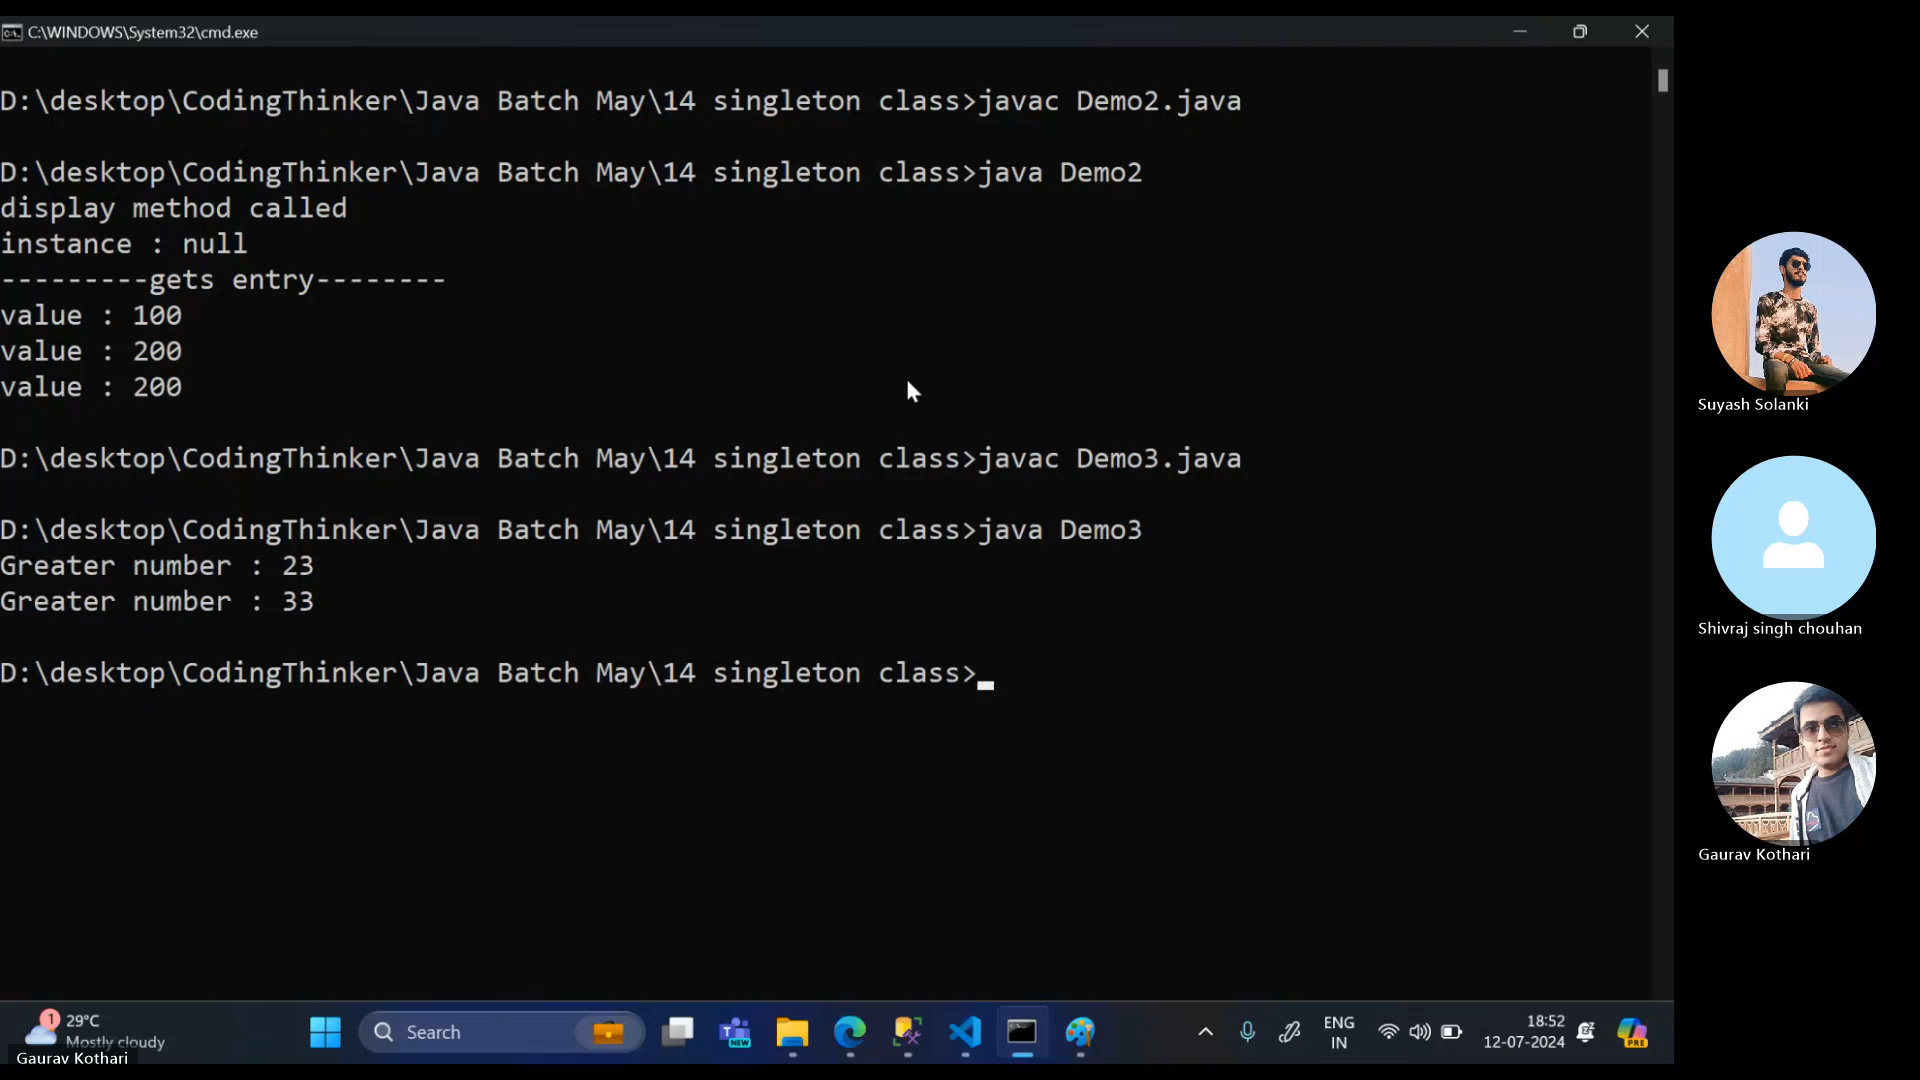 C:\WINDOWS\System32\cmd.exe
D:\desktop\CodingThinker\Java Batch May\14 singleton class>javac Demo2.java
D:\desktop\CodingThinker\Java Batch May\14 singleton class>java Demo2
display method called
instance : null
---------gets entry--------
value : 100
value : 200
value : 200
D:\desktop\CodingThinker\Java Batch May\14 singleton class>javac Demo3.java
D:\desktop\CodingThinker\Java Batch May\14 singleton class>java Demo3
Greater number : 23
Greater number : 33
D:\desktop\CodingThinker\Java Batch May\14 singleton class>
Suyash Solanki
Shivraj singh chouhan
Gaurav Kothari
1
29°C
Mostly cloudy
Search
NEW
ENG
IN
18:52
12-07-2024
PRE
Gaurav Kothari